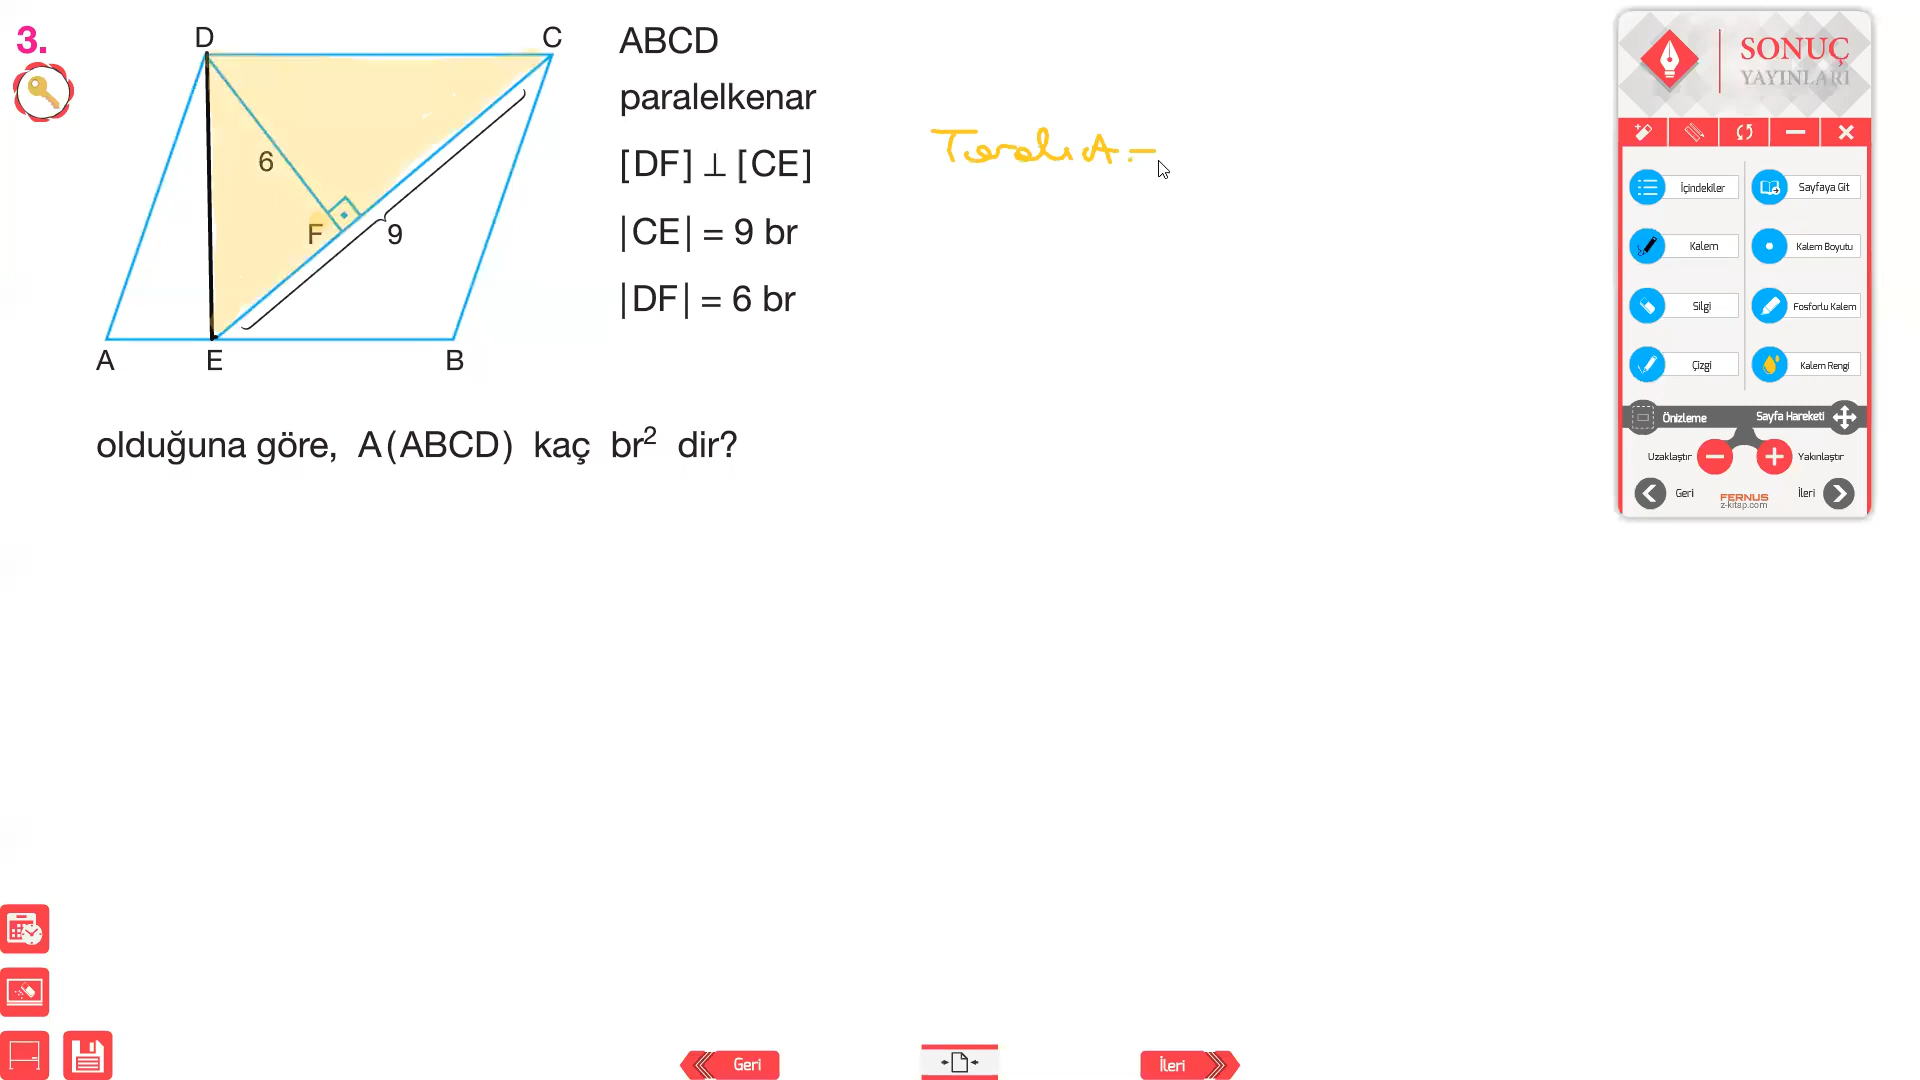 3.
D
C
6
F
9
A
E
B
ABCD
paralelkenar
[DF] ⊥ [CE]
|CE| = 9 br
|DF| = 6 br
olduğuna göre, A(ABCD) kaç br² dir?
Taralı A =
SONUÇ
YAYINLARI
İçindekiler
Sayfaya Git
Kalem
Kalem Boyutu
Silgi
Fosforlu Kalem
Çizgi
Kalem Rengi
Önizleme
Sayfa Hareketi
Uzaklaştır
Yakınlaştır
Geri
FERNUS
z-kitap.com
İleri
Geri
İleri